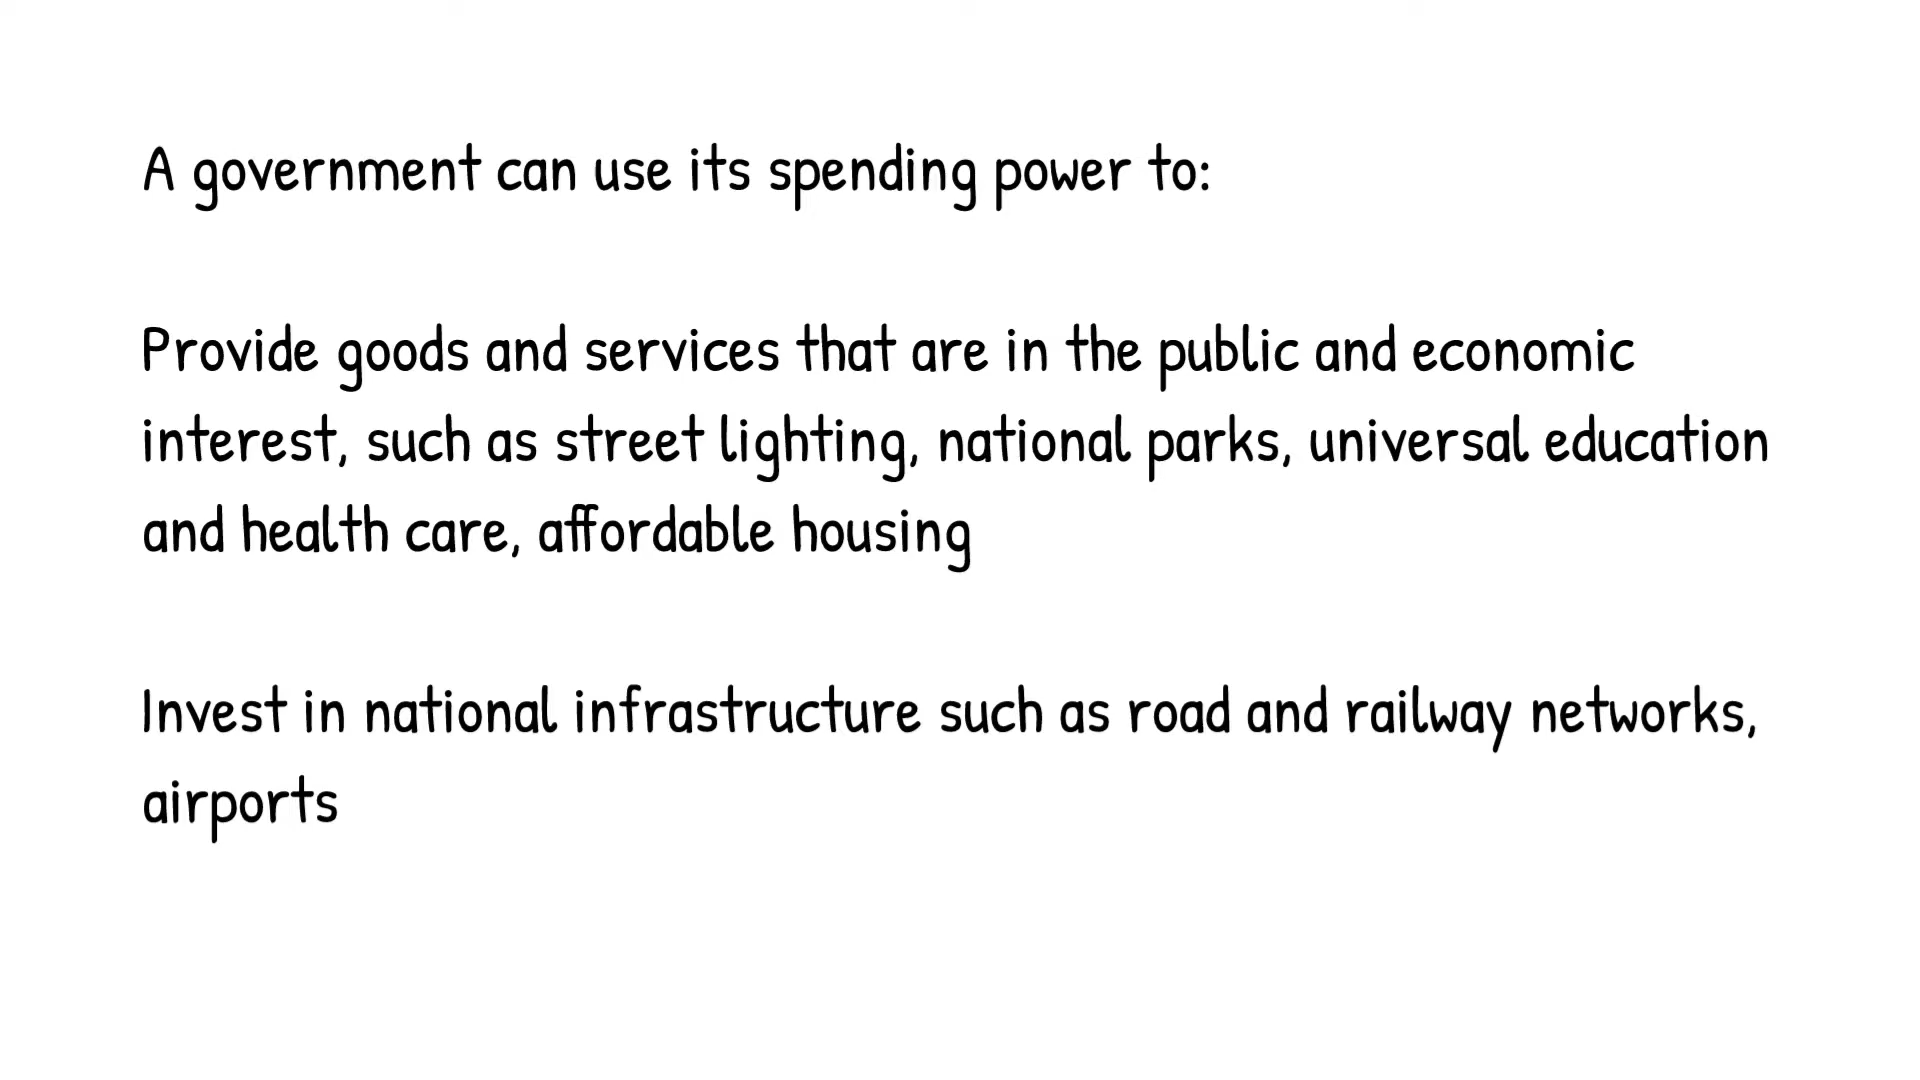 A government can use its spending power to:
Provide goods and services that are in the public and economic
interest, such as street lighting, national parks, universal education
and health care, affordable housing
Invest in national infrastructure such as road and railway networks,
airports